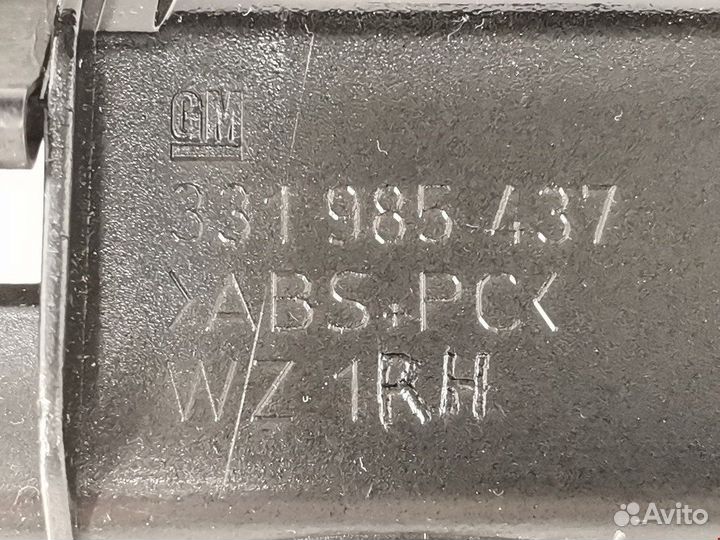 GM
331 985 437
>ABS+PC<
WZ 1RH
Avito